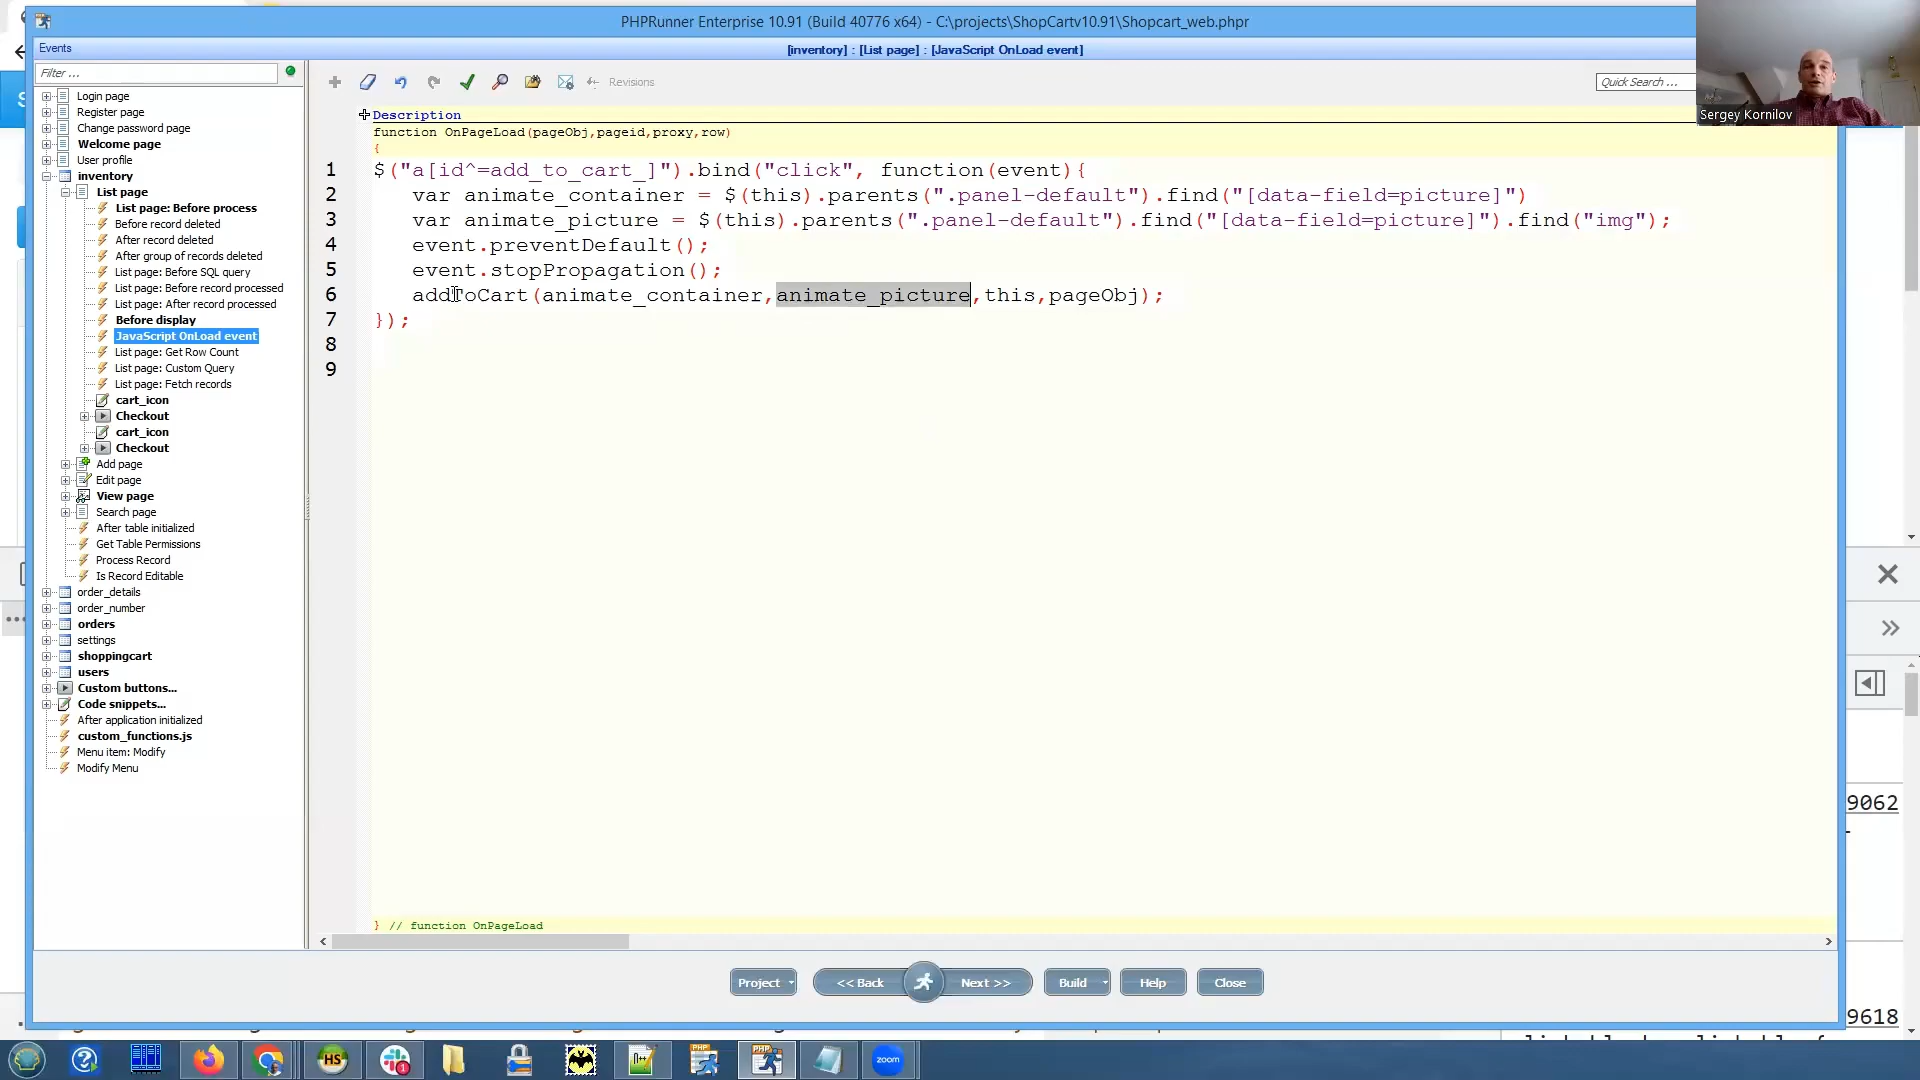 PHPRunner Enterprise 10.91 (Build 40776 x64) - C:\projects\ShopCartv10.91\Shopcart_web.phpr
Events
[inventory] : [List page] : [JavaScript OnLoad event]
Filter ...
Revisions
Quick Search ...
Sergey Kornilov
Login page
Register page
Change password page
Welcome page
User profile
inventory
List page
List page: Before process
Before record deleted
After record deleted
After group of records deleted
List page: Before SQL query
List page: Before record processed
List page: After record processed
Before display
JavaScript OnLoad event
List page: Get Row Count
List page: Custom Query
List page: Fetch records
cart_icon
Checkout
cart_icon
Checkout
Add page
Edit page
View page
Search page
After table initialized
Get Table Permissions
Process Record
Is Record Editable
order_details
order_number
orders
settings
shoppingcart
users
Custom buttons...
Code snippets...
After application initialized
custom_functions.js
Menu item: Modify
Modify Menu
Description
function OnPageLoad(pageObj,pageid,proxy,row)
{
1 $("a[id^=add_to_cart_]").bind("click", function(event){
2 var animate_container = $(this).parents(".panel-default").find("[data-field=picture]")
3 var animate_picture = $(this).parents(".panel-default").find("[data-field=picture]").find("img");
4 event.preventDefault();
5 event.stopPropagation();
6 addToCart(animate_container,animate_picture,this,pageObj);
7 });
8
9
} // function OnPageLoad
Project
<< Back
Next >>
Build
Help
Close
9062
9618
HS
1
zoom